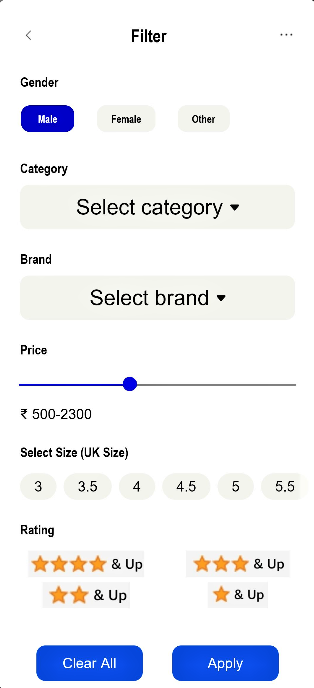 Filter
Gender
Male Female Other
Category
Select category
Brand
Select brand
Price
₹ 500-2300
Select Size (UK Size)
3 3.5 4 4.5 5 5.5
Rating
& Up & Up
& Up & Up
Clear All Apply